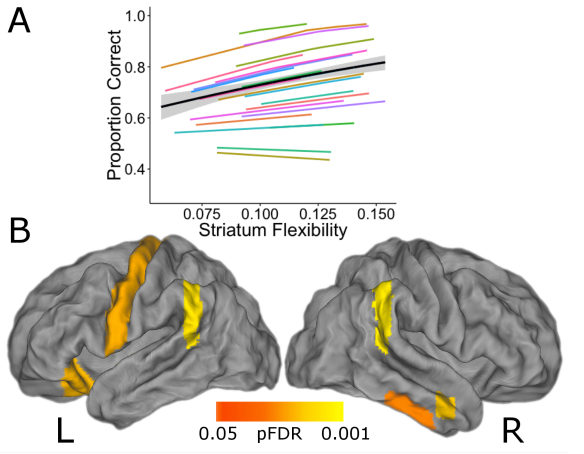 A
Proportion Correct
1.0
0.8
0.6
0.4
0.075 0.100 0.125 0.150
Striatum Flexibility
B
L
R
0.05 pFDR 0.001